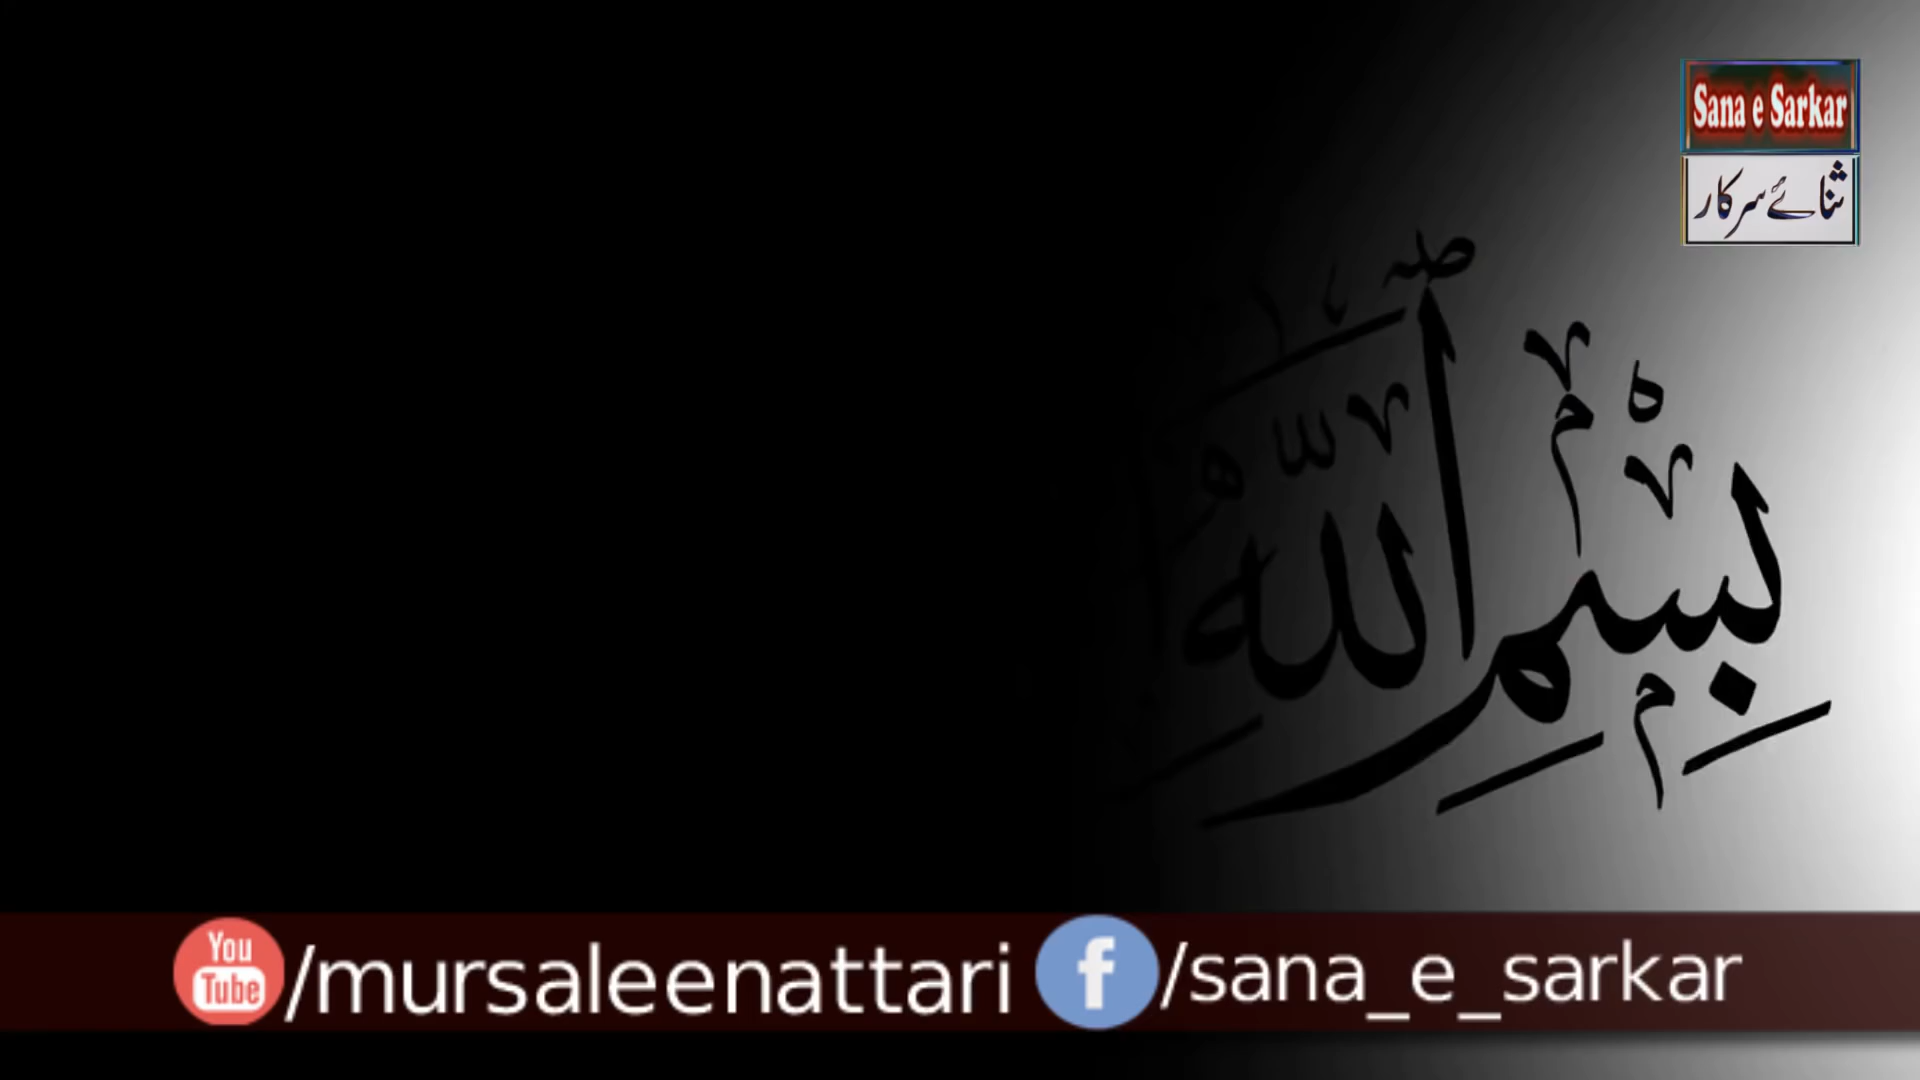 Sana e Sarkar
ثنائے سرکار
بِسْمِ اللّٰهِ
You Tube /mursaleenattari f /sana_e_sarkar